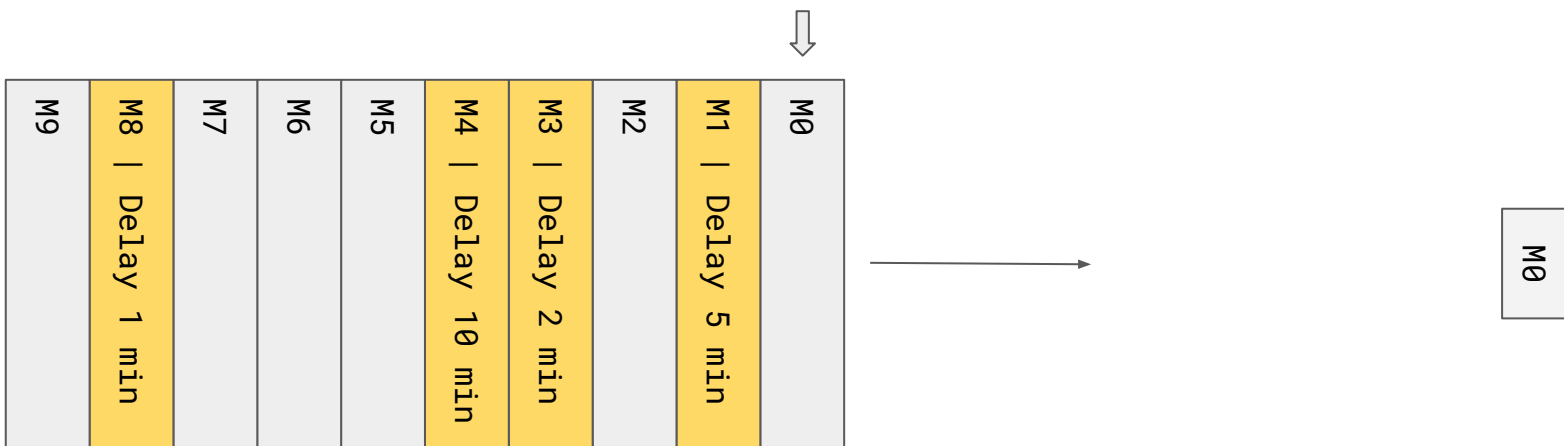 M9
M8 | Delay 1 min
M7
M6
M5
M4 | Delay 10 min
M3 | Delay 2 min
M2
M1 | Delay 5 min
M0
M0